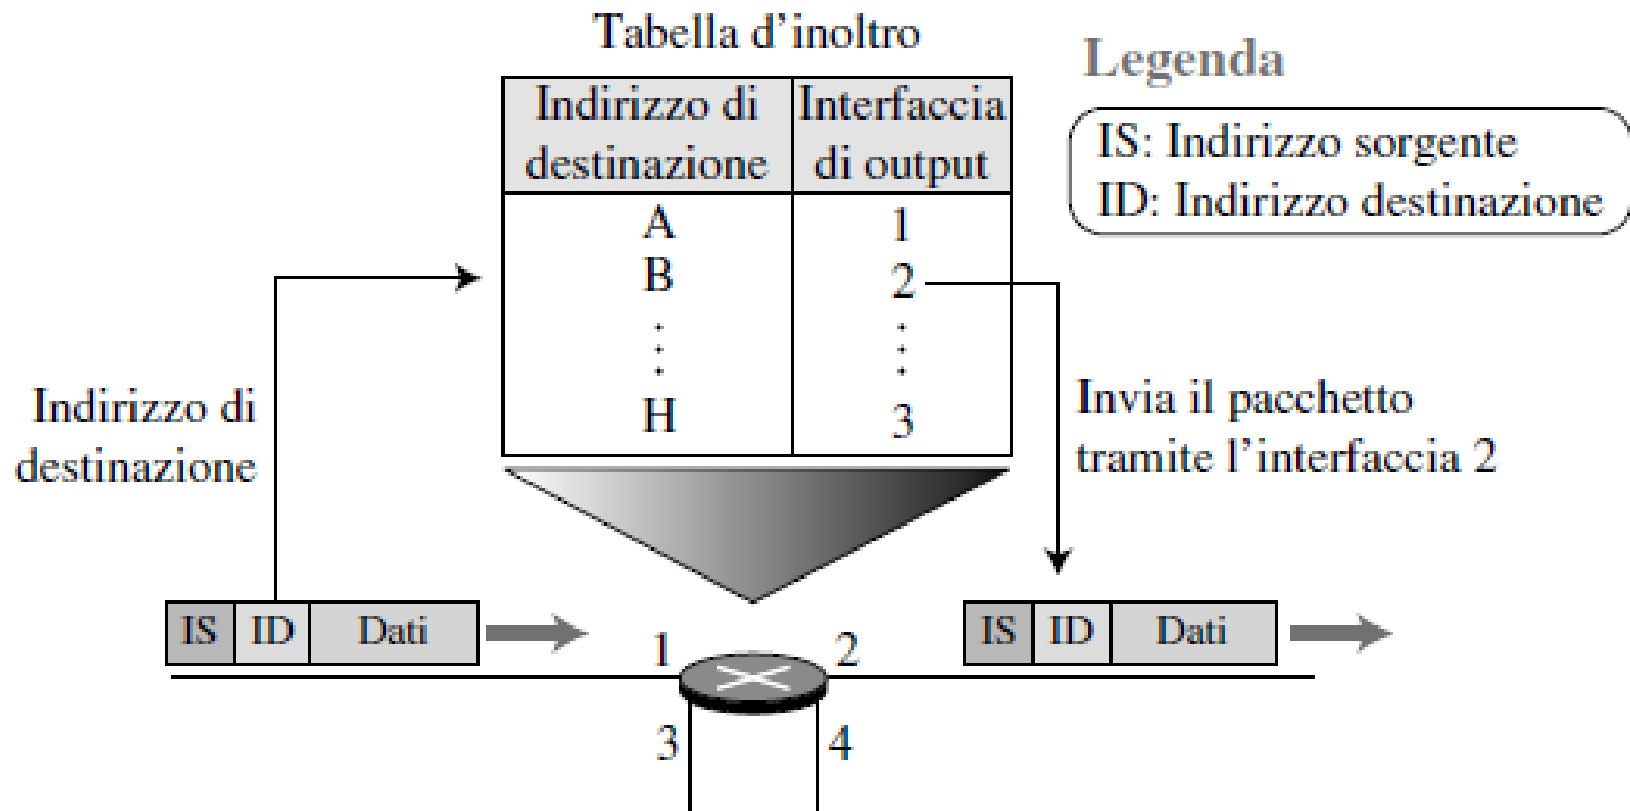 Tabella d'inoltro
Legenda
Indirizzo di destinazione
Interfaccia di output
IS: Indirizzo sorgente
ID: Indirizzo destinazione
A 1
B 2
H 3
Indirizzo di
destinazione
Invia il pacchetto
tramite l'interfaccia 2
IS ID Dati
1 2
IS ID Dati
3 4